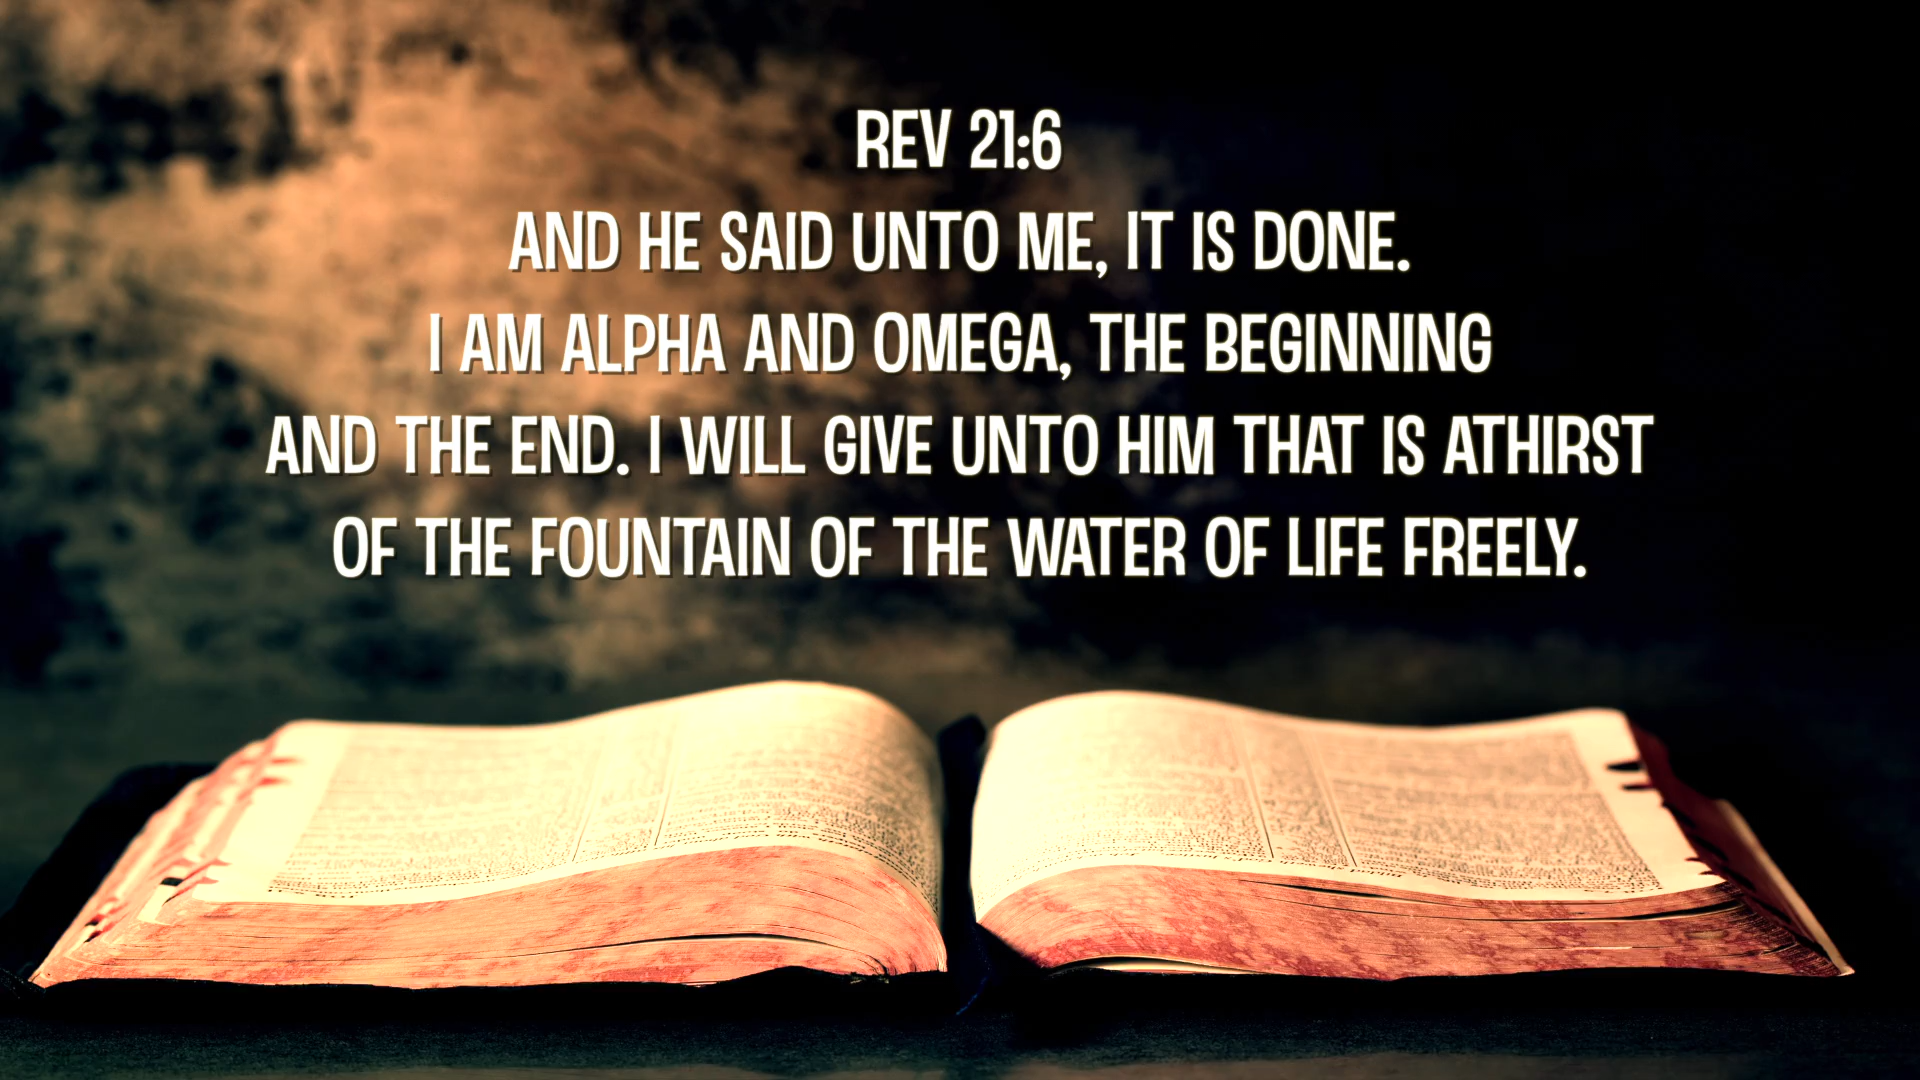 REV 21:6
AND HE SAID UNTO ME, IT IS DONE.
I AM ALPHA AND OMEGA, THE BEGINNING
AND THE END. I WILL GIVE UNTO HIM THAT IS ATHIRST
OF THE FOUNTAIN OF THE WATER OF LIFE FREELY.